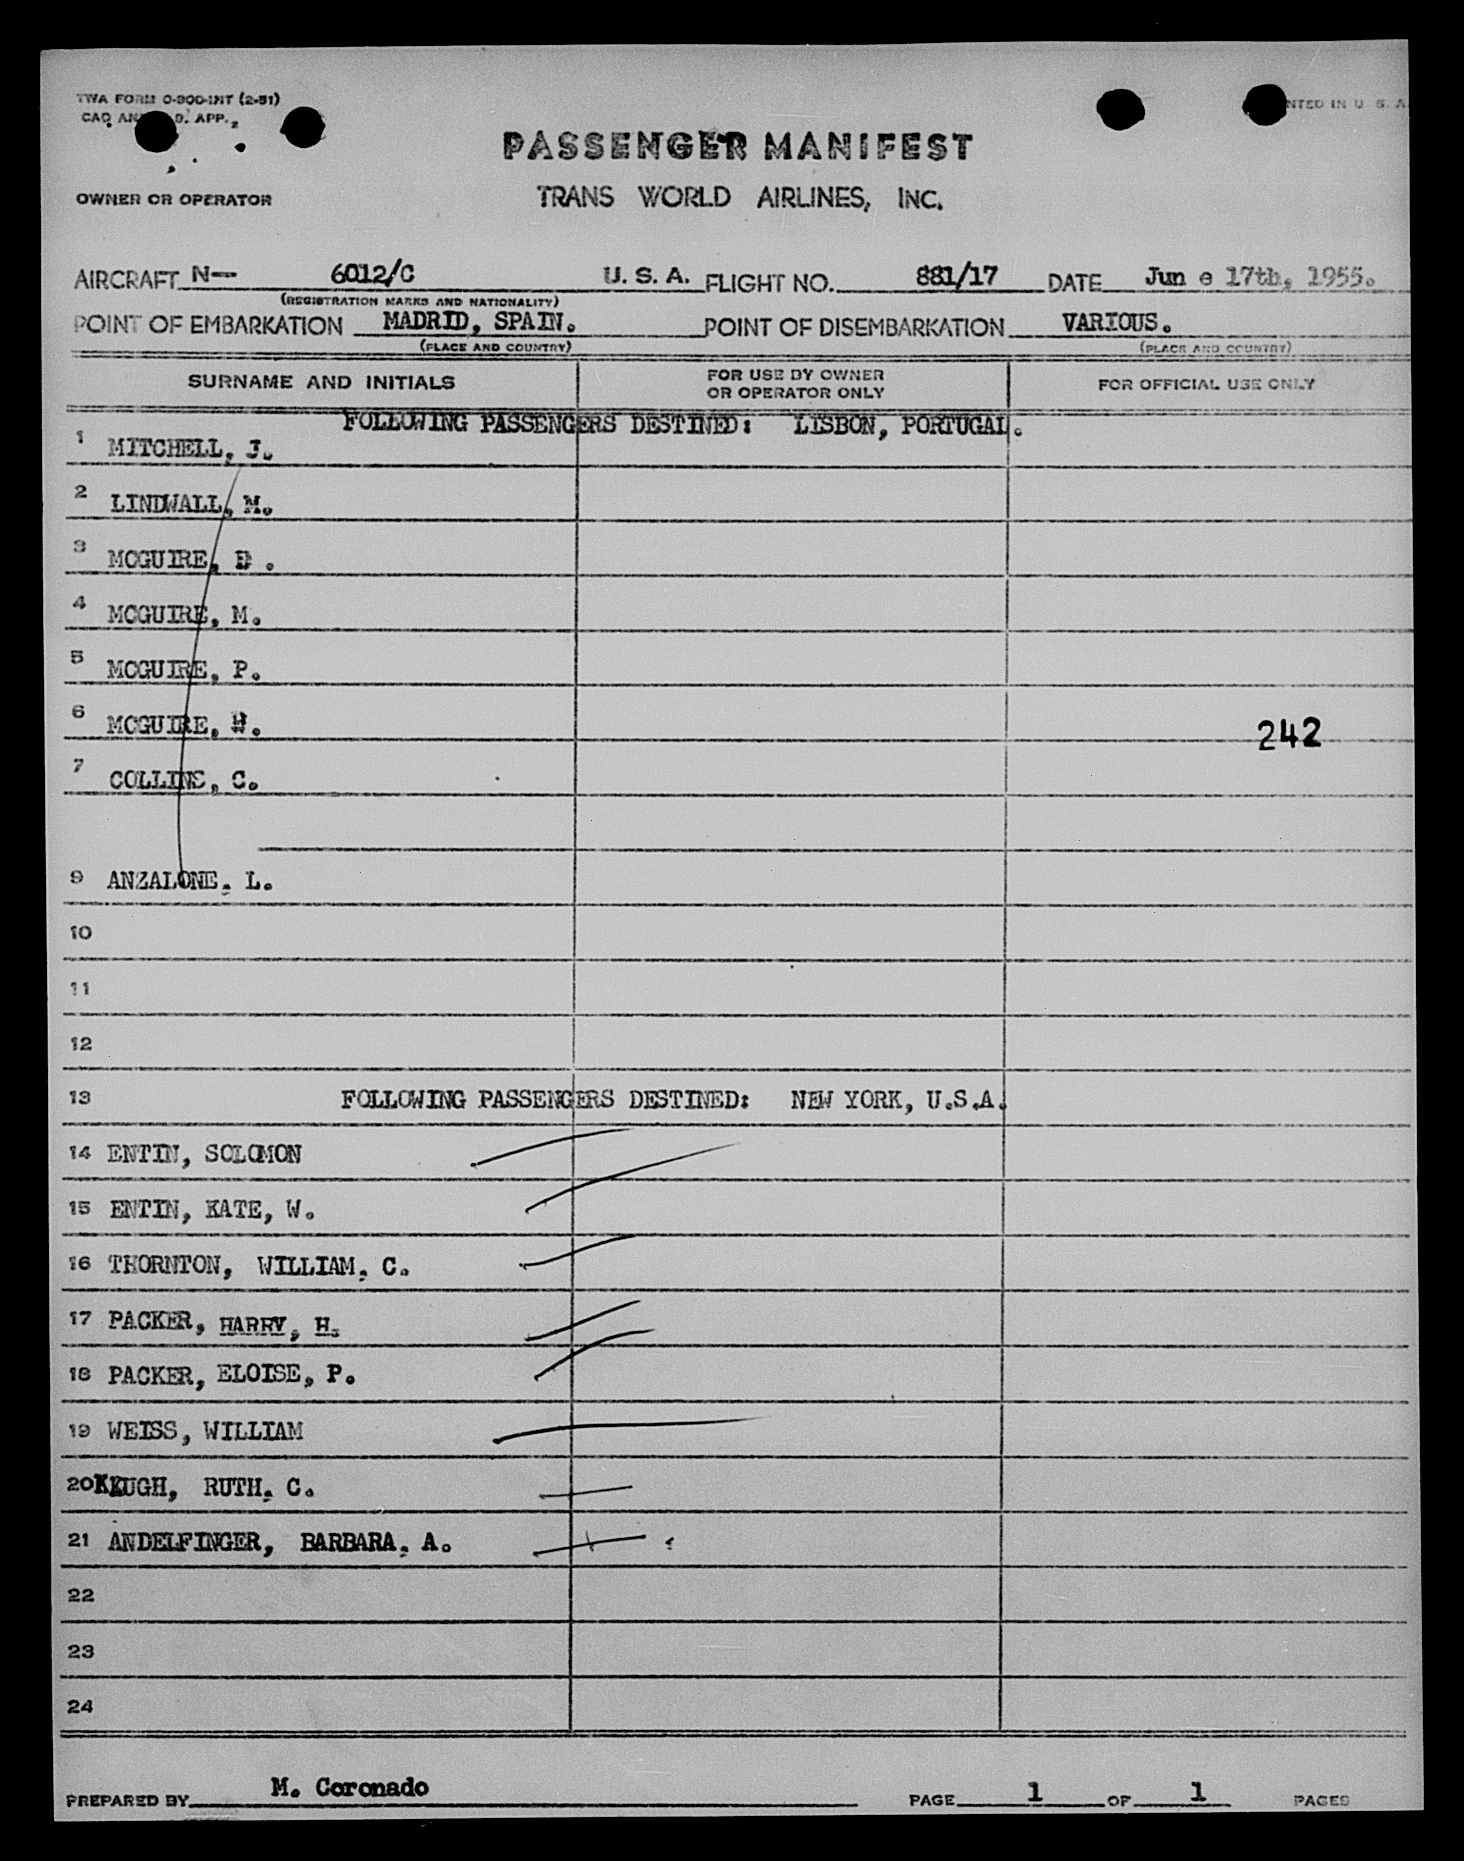 TWA FORM O-900-INT (2-51)
CAO D. APP. 2
NTED IN U. S. A.
PASSENGER MANIFEST
OWNER OR OPERATOR TRANS WORLD AIRLINES, INC.
AIRCRAFT N- 6012/C U. S. A. FLIGHT NO. 881/17 DATE Jun e 17th, 1955.
(REGISTRATION MARKS AND NATIONALITY)
POINT OF EMBARKATION MADRID, SPAIN. POINT OF DISEMBARKATION VARIOUS.
(PLACE AND COUNTRY) (PLACE AND COUNTRY)
SURNAME AND INITIALS FOR USE BY OWNER OR OPERATOR ONLY FOR OFFICIAL USE ONLY
FOLLOWING PASSENGERS DESTINED: LISBON, PORTUGAL.
1 MITCHELL, J.
2 LINDWALL, M.
3 MCGUIRE, .
4 MCGUIRE, M.
5 MCGUIRE, P.
6 MCGUIRE, .
242
7 COLLINS, C.
9 ANZALONE, L.
10
11
12
13 FOLLOWING PASSENGERS DESTINED: NEW YORK, U.S.A.
14 ENTIN, SOLOMON
15 ENTIN, KATE, W.
16 THORNTON, WILLIAM, C.
17 PACKER, HARRY, H.
18 PACKER, ELOISE, P.
19 WEISS, WILLIAM
20 KEUGH, RUTH, C.
21 ANDELFINGER, BARBARA, A.
22
23
24
PREPARED BY M. Coronado PAGE 1 OF 1 PAGES